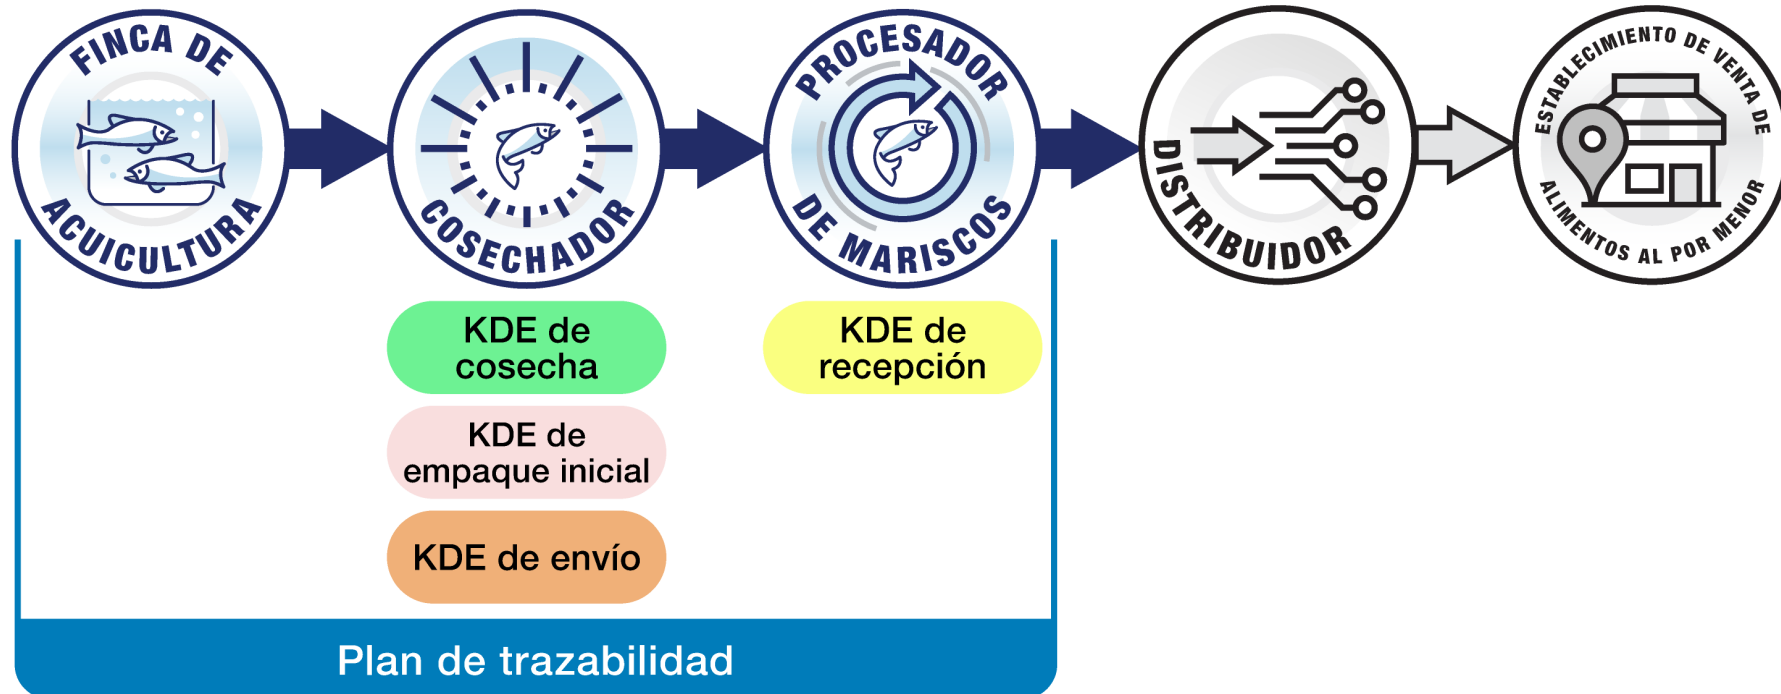 FINCA DE
ACUICULTURA
COSECHADOR
PROCESADOR
DE MARISCOS
DISTRIBUIDOR
ESTABLECIMIENTO DE VENTA DE
ALIMENTOS AL POR MENOR
KDE de
cosecha
KDE de
recepción
KDE de
empaque inicial
KDE de envío
Plan de trazabilidad